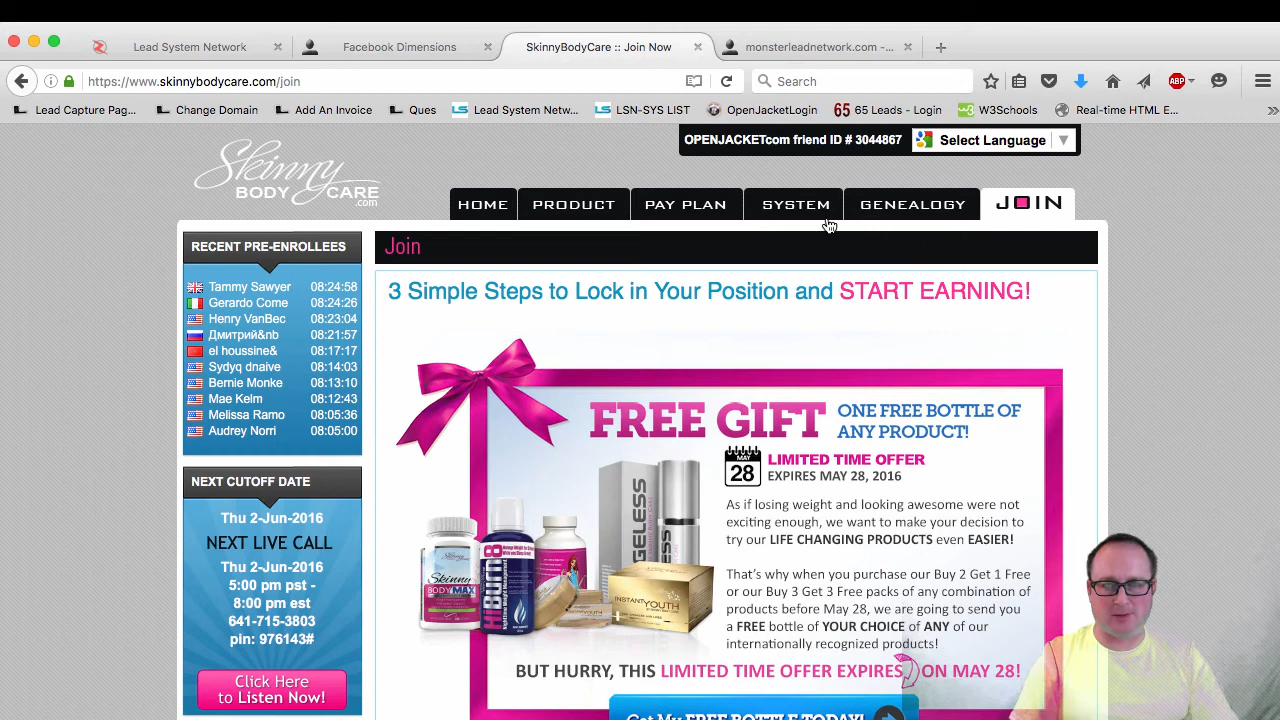 Lead System Network
Facebook Dimensions
SkinnyBodyCare :: Join Now
monsterleadnetwork.com -...
https://www.skinnybodycare.com/join
Search
ABP
Lead Capture Pag...
Change Domain
Add An Invoice
Ques
LS Lead System Netw...
LS LSN-SYS LIST
OpenJacketLogin
65 65 Leads - Login
W3Schools
Real-time HTML E...
OPENJACKETcom friend ID # 3044867
Select Language
Skinny
BODY CARE
.com
HOME
PRODUCT
PAY PLAN
SYSTEM
GENEALOGY
JOIN
RECENT PRE-ENROLLEES
Tammy Sawyer 08:24:58
Gerardo Come 08:24:26
Henry VanBec 08:23:04
Дмитрий&nb 08:21:57
el houssine& 08:17:17
Sydyq dnaive 08:14:03
Bernie Monke 08:13:10
Mae Kelm 08:12:43
Melissa Ramo 08:05:36
Audrey Norri 08:05:00
NEXT CUTOFF DATE
Thu 2-Jun-2016
NEXT LIVE CALL
Thu 2-Jun-2016
5:00 pm pst -
8:00 pm est
641-715-3803
pin: 976143#
Click Here
to Listen Now!
Join
3 Simple Steps to Lock in Your Position and START EARNING!
FREE GIFT
ONE FREE BOTTLE OF
ANY PRODUCT!
MAY
28
LIMITED TIME OFFER
EXPIRES MAY 28, 2016
As if losing weight and looking awesome were not
exciting enough, we want to make your decision to
try our LIFE CHANGING PRODUCTS even EASIER!
That's why when you purchase our Buy 2 Get 1 Free
or our Buy 3 Get 3 Free packs of any combination of
products before May 28, we are going to send you
a FREE bottle of YOUR CHOICE of ANY of our
internationally recognized products!
AGELESS
Skinny
BODYMAX
HiBurn8
INSTANTYOUTH
BUT HURRY, THIS LIMITED TIME OFFER EXPIRES ON MAY 28!
Get My FREE BOTTLE TODAY!